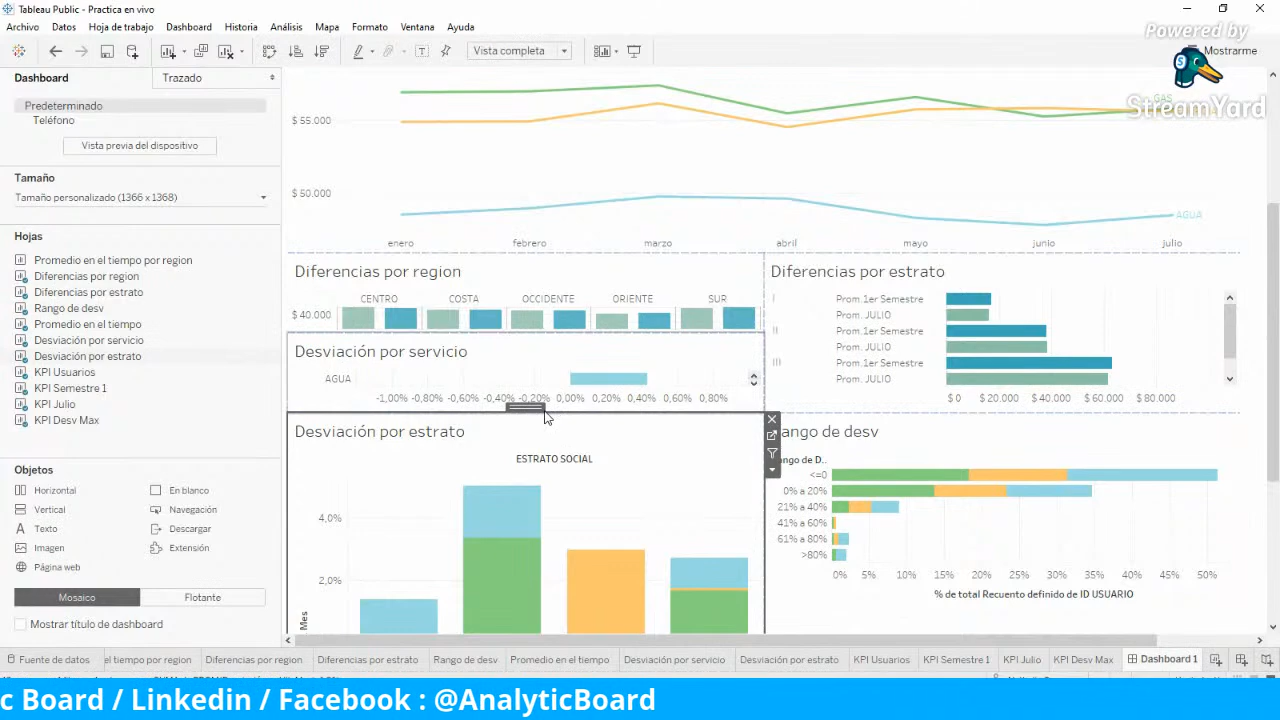 Tableau Public - Practica en vivo
Archivo Datos Hoja de trabajo Dashboard Historia Análisis Mapa Formato Ventana Ayuda
Vista completa
Mostrarme
Powered by
StreamYard
Dashboard Trazado
Predeterminado
Teléfono
Vista previa del dispositivo
Tamaño
Tamaño personalizado (1366 x 1368)
Hojas
Promedio en el tiempo por region
Diferencias por region
Diferencias por estrato
Rango de desv
Promedio en el tiempo
Desviación por servicio
Desviación por estrato
KPI Usuarios
KPI Semestre 1
KPI Julio
KPI Desv Max
Objetos
Horizontal En blanco
Vertical Navegación
Texto Descargar
Imagen Extensión
Página web
Mosaico Flotante
Mostrar título de dashboard
GAS
$ 55.000
$ 50.000
AGUA
enero febrero marzo abril mayo junio julio
Diferencias por region
CENTRO COSTA OCCIDENTE ORIENTE SUR
$ 40.000
Desviación por servicio
AGUA
-1,00% -0,80% -0,60% -0,40% -0,20% 0,00% 0,20% 0,40% 0,60% 0,80%
Diferencias por estrato
I Prom.1er Semestre
Prom. JULIO
II Prom.1er Semestre
Prom. JULIO
III Prom.1er Semestre
Prom. JULIO
$ 0 $ 20.000 $ 40.000 $ 60.000 $ 80.000
Desviación por estrato
ESTRATO SOCIAL
4,0%
2,0%
Mes
ango de desv
ngo de D..
<=0
0% a 20%
21% a 40%
41% a 60%
61% a 80%
>80%
0% 5% 10% 15% 20% 25% 30% 35% 40% 45% 50%
% de total Recuento definido de ID USUARIO
Fuente de datos el tiempo por region Diferencias por region Diferencias por estrato Rango de desv Promedio en el tiempo Desviación por servicio Desviación por estrato KPI Usuarios KPI Semestre 1 KPI Julio KPI Desv Max Dashboard 1
c Board / Linkedin / Facebook : @AnalyticBoard